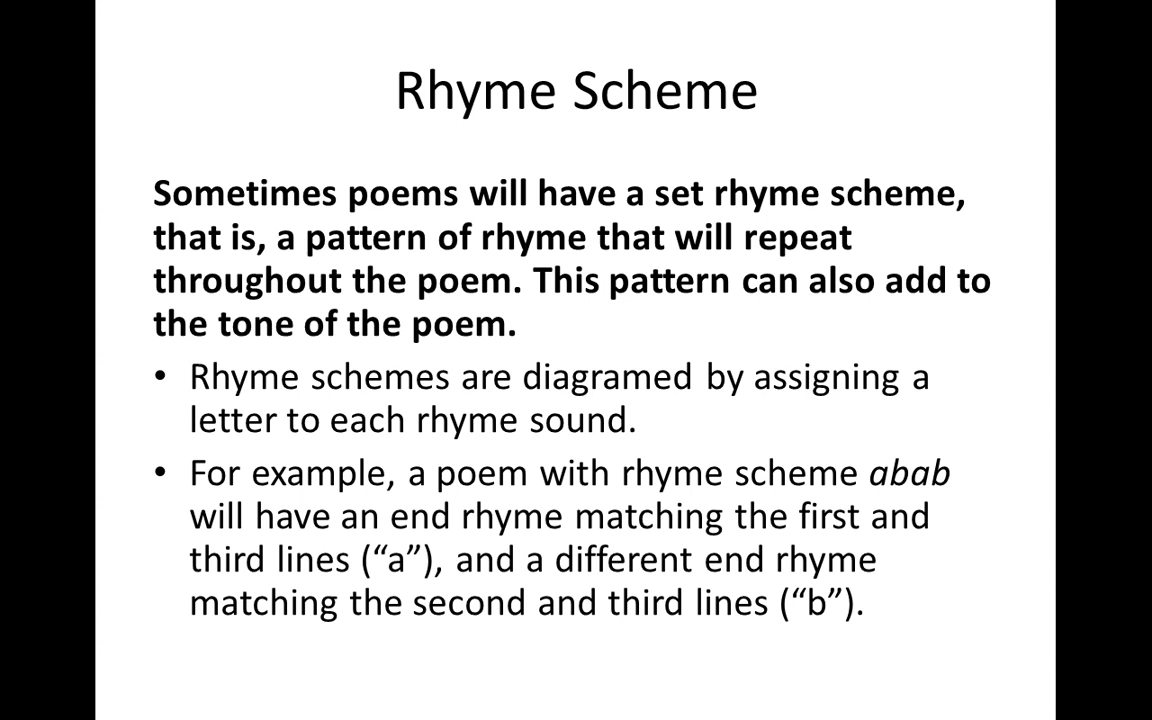 Rhyme Scheme
Sometimes poems will have a set rhyme scheme,
that is, a pattern of rhyme that will repeat
throughout the poem. This pattern can also add to
the tone of the poem.
• Rhyme schemes are diagramed by assigning a
letter to each rhyme sound.
• For example, a poem with rhyme scheme abab
will have an end rhyme matching the first and
third lines (“a”), and a different end rhyme
matching the second and third lines (“b”).